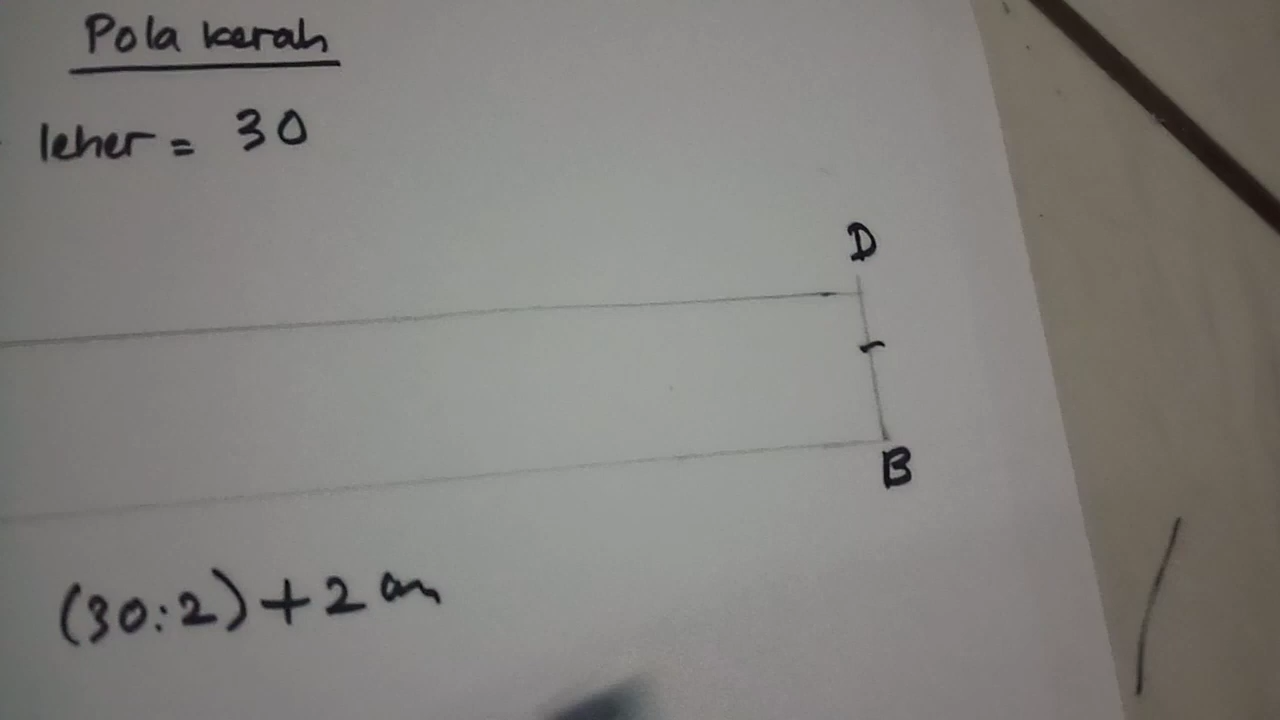 Pola kerah
leher = 30
D
B
(30:2) + 2 cm